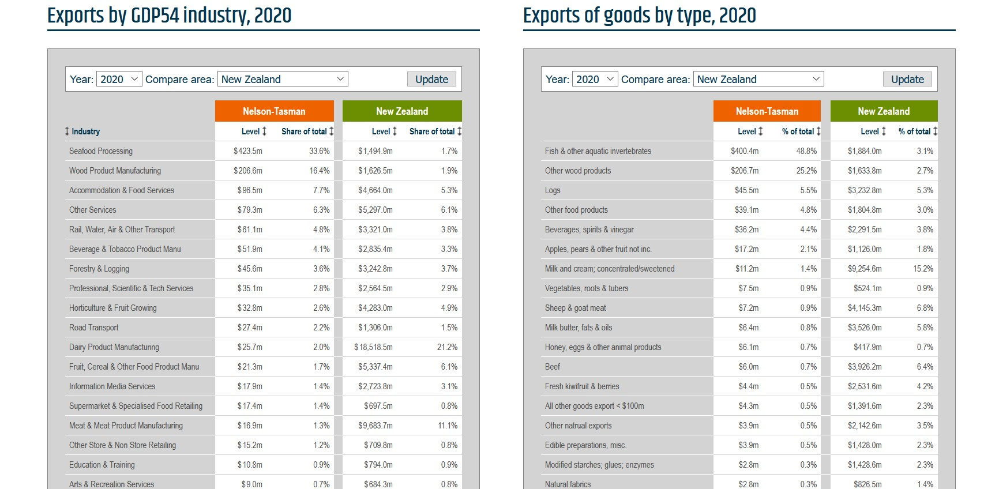 Exports by GDP54 industry, 2020
Year: 2020 Compare area: New Zealand Update
Nelson-Tasman New Zealand
Industry Level Share of total Level Share of total
Seafood Processing $423.5m 33.6% $1,494.9m 1.7%
Wood Product Manufacturing $206.6m 16.4% $1,626.5m 1.9%
Accommodation & Food Services $96.5m 7.7% $4,664.0m 5.3%
Other Services $79.3m 6.3% $5,297.0m 6.1%
Rail, Water, Air & Other Transport $61.1m 4.8% $3,321.0m 3.8%
Beverage & Tobacco Product Manu $51.9m 4.1% $2,835.4m 3.3%
Forestry & Logging $45.6m 3.6% $3,242.8m 3.7%
Professional, Scientific & Tech Services $35.1m 2.8% $2,564.5m 2.9%
Horticulture & Fruit Growing $32.8m 2.6% $4,283.0m 4.9%
Road Transport $27.4m 2.2% $1,306.0m 1.5%
Dairy Product Manufacturing $25.7m 2.0% $18,518.5m 21.2%
Fruit, Cereal & Other Food Product Manu $21.3m 1.7% $5,337.4m 6.1%
Information Media Services $17.9m 1.4% $2,723.8m 3.1%
Supermarket & Specialised Food Retailing $17.4m 1.4% $697.5m 0.8%
Meat & Meat Product Manufacturing $16.9m 1.3% $9,683.7m 11.1%
Other Store & Non Store Retailing $15.2m 1.2% $709.8m 0.8%
Education & Training $10.8m 0.9% $794.0m 0.9%
Arts & Recreation Services $9.0m 0.7% $684.3m 0.8%
Exports of goods by type, 2020
Year: 2020 Compare area: New Zealand Update
Nelson-Tasman New Zealand
Level % of total Level % of total
Fish & other aquatic invertebrates $400.4m 48.8% $1,884.0m 3.1%
Other wood products $206.7m 25.2% $1,633.8m 2.7%
Logs $45.5m 5.5% $3,232.8m 5.3%
Other food products $39.1m 4.8% $1,804.8m 3.0%
Beverages, spirits & vinegar $36.2m 4.4% $2,291.5m 3.8%
Apples, pears & other fruit not inc. $17.2m 2.1% $1,126.0m 1.8%
Milk and cream; concentrated/sweetened $11.2m 1.4% $9,254.6m 15.2%
Vegetables, roots & tubers $7.5m 0.9% $524.1m 0.9%
Sheep & goat meat $7.2m 0.9% $4,145.3m 6.8%
Milk butter, fats & oils $6.4m 0.8% $3,526.0m 5.8%
Honey, eggs & other animal products $6.1m 0.7% $417.9m 0.7%
Beef $6.0m 0.7% $3,926.2m 6.4%
Fresh kiwifruit & berries $4.4m 0.5% $2,531.6m 4.2%
All other goods export < $100m $4.3m 0.5% $1,391.6m 2.3%
Other natrual exports $3.9m 0.5% $2,142.6m 3.5%
Edible preparations, misc. $3.9m 0.5% $1,428.0m 2.3%
Modified starches; glues; enzymes $2.8m 0.3% $1,428.6m 2.3%
Natural fabrics $2.8m 0.3% $826.5m 1.4%